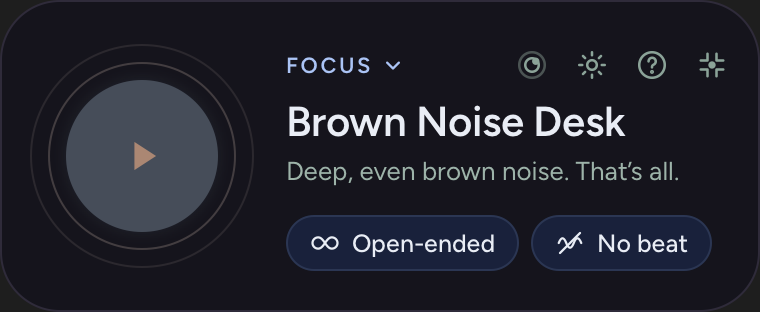 FOCUS
Brown Noise Desk
Deep, even brown noise. That’s all.
Open-ended
No beat